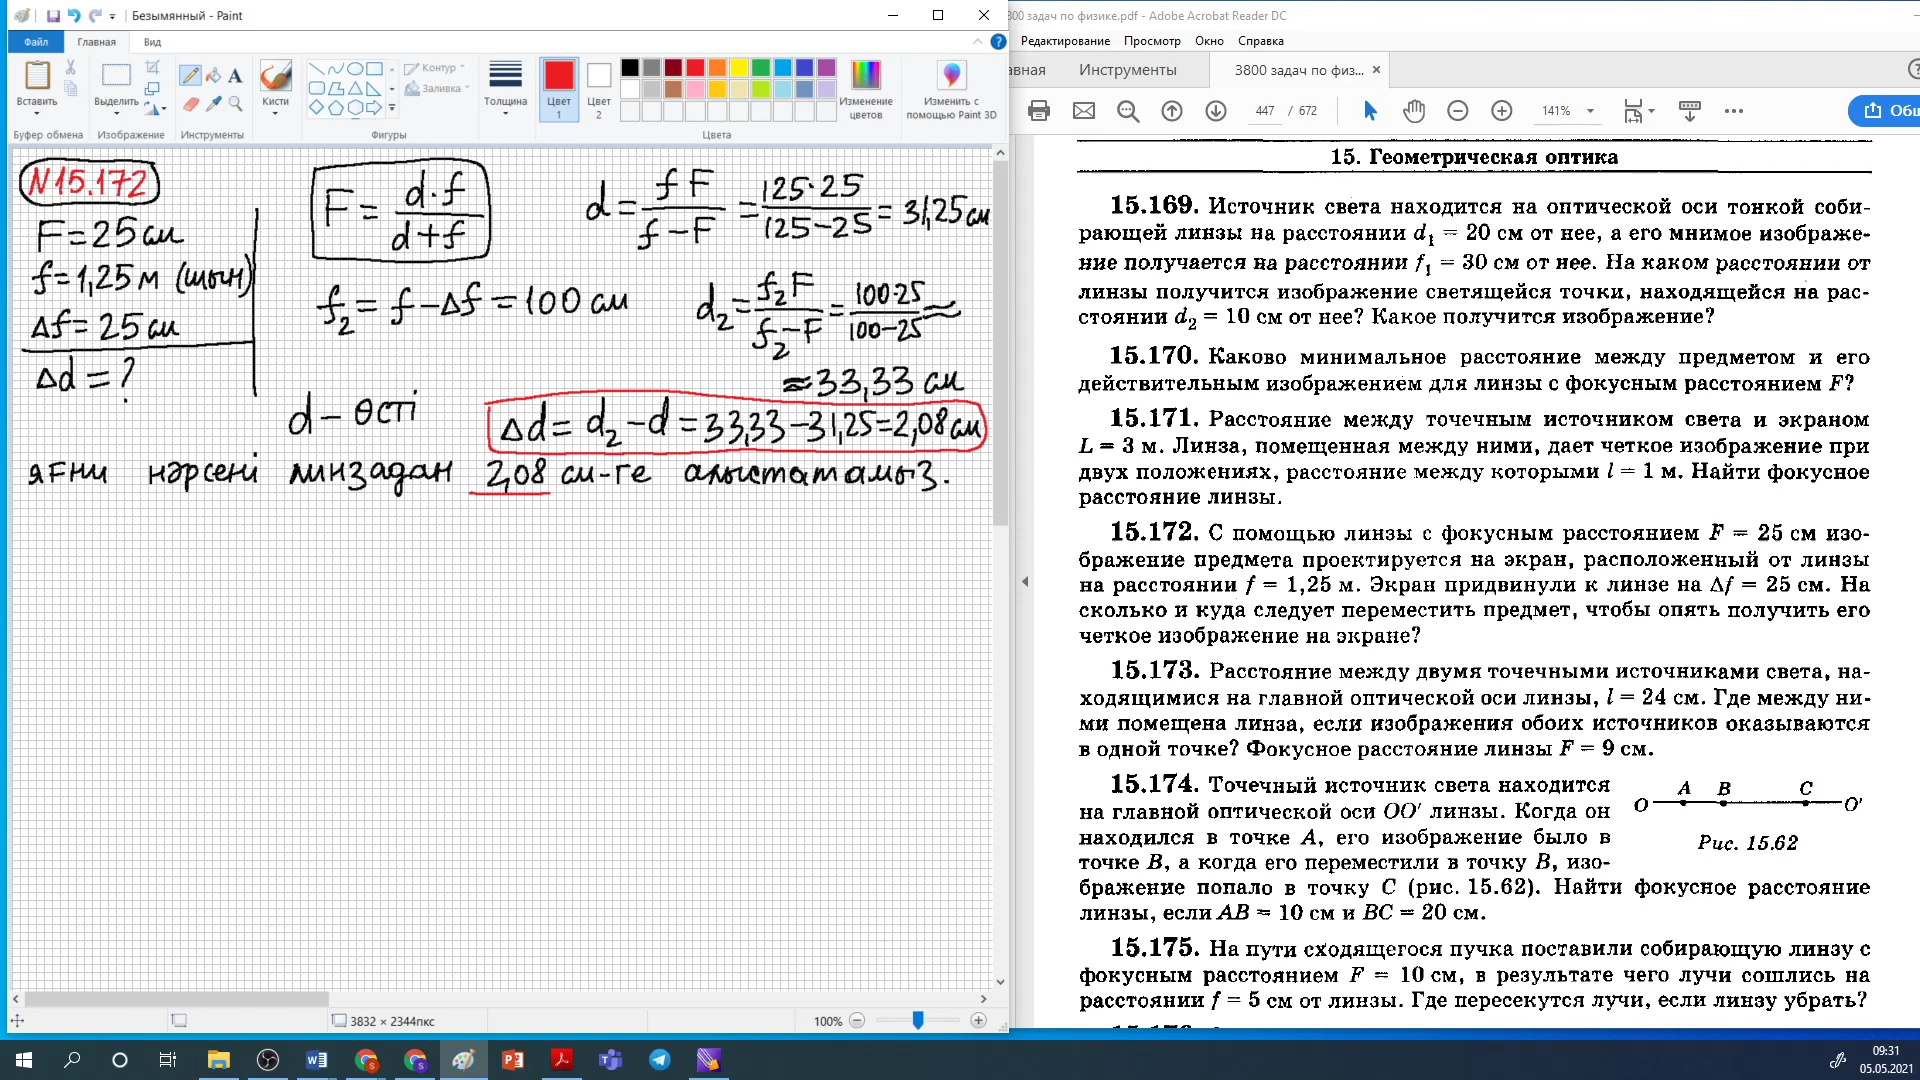 Безымянный - Paint
Файл
Главная
Вид
Вставить
Выделить
Кисти
Контур
Заливка
Толщина
Цвет 1
Цвет 2
Изменение цветов
Изменить с помощью Paint 3D
Буфер обмена
Изображение
Инструменты
Фигуры
Цвета
N15.172
F = 25 см
f = 1,25 м (шын)
Δf = 25 см
Δd = ?
F = d·f / d+f
d = fF / f−F = 125·25 / 125−25 = 31,25 см
f₂ = f − Δf = 100 см
d₂ = f₂F / f₂−F = 100·25 / 100−25 ≈
≈ 33,33 см
d − өсті
Δd = d₂ − d = 33,33 − 31,25 = 2,08 см
яғни нәрсені линзадан 2,08 см-ге алыстатамыз.
3832 × 2344пкс
100%
3800 задач по физике.pdf - Adobe Acrobat Reader DC
Редактирование Просмотр Окно Справка
Инструменты
3800 задач по физ... ×
447 / 672
141%
15. Геометрическая оптика
15.169. Источник света находится на оптической оси тонкой соби-
рающей линзы на расстоянии d₁ = 20 см от нее, а его мнимое изображе-
ние получается на расстоянии f₁ = 30 см от нее. На каком расстоянии от
линзы получится изображение светящейся точки, находящейся на рас-
стоянии d₂ = 10 см от нее? Какое получится изображение?
15.170. Каково минимальное расстояние между предметом и его
действительным изображением для линзы с фокусным расстоянием F?
15.171. Расстояние между точечным источником света и экраном
L = 3 м. Линза, помещенная между ними, дает четкое изображение при
двух положениях, расстояние между которыми l = 1 м. Найти фокусное
расстояние линзы.
15.172. С помощью линзы с фокусным расстоянием F = 25 см изо-
бражение предмета проектируется на экран, расположенный от линзы
на расстоянии f = 1,25 м. Экран придвинули к линзе на Δf = 25 см. На
сколько и куда следует переместить предмет, чтобы опять получить его
четкое изображение на экране?
15.173. Расстояние между двумя точечными источниками света, на-
ходящимися на главной оптической оси линзы, l = 24 см. Где между ни-
ми помещена линза, если изображения обоих источников оказываются
в одной точке? Фокусное расстояние линзы F = 9 см.
15.174. Точечный источник света находится
на главной оптической оси OO′ линзы. Когда он
находился в точке A, его изображение было в
точке B, а когда его переместили в точку B, изо-
бражение попало в точку C (рис. 15.62). Найти фокусное расстояние
линзы, если AB = 10 см и BC = 20 см.
O A B C O′
Рис. 15.62
15.175. На пути сходящегося пучка поставили собирающую линзу с
фокусным расстоянием F = 10 см, в результате чего лучи сошлись на
расстоянии f = 5 см от линзы. Где пересекутся лучи, если линзу убрать?
09:31
05.05.2021